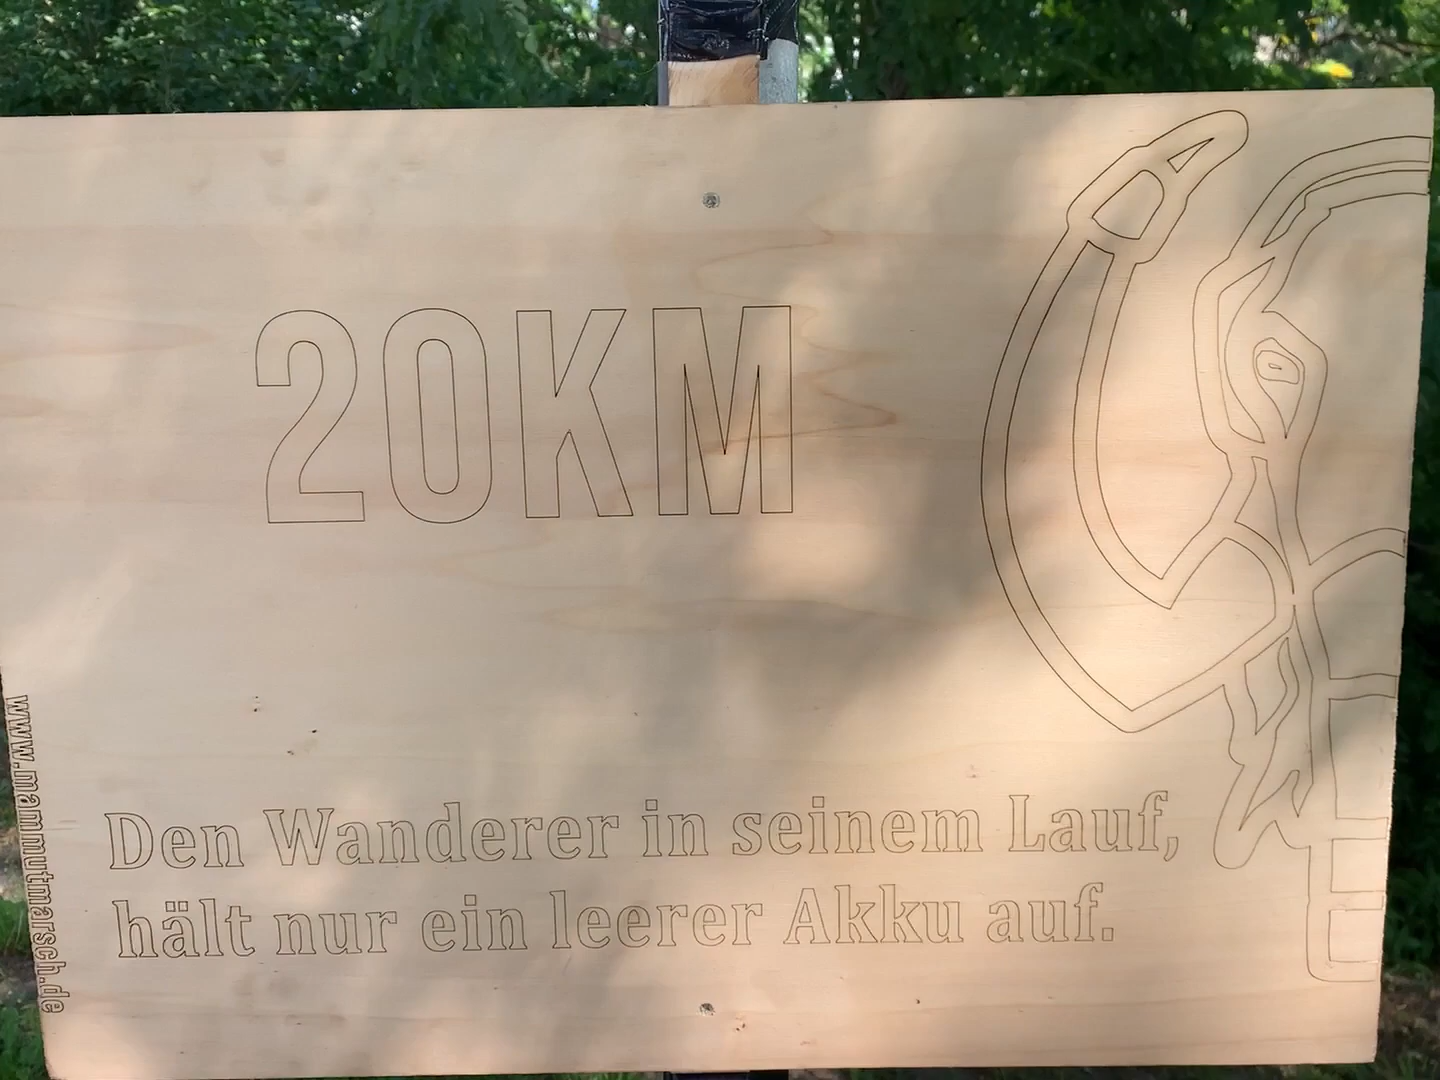 20KM
Den Wanderer in seinem Lauf,
hält nur ein leerer Akku auf.
www.mammutmarsch.de